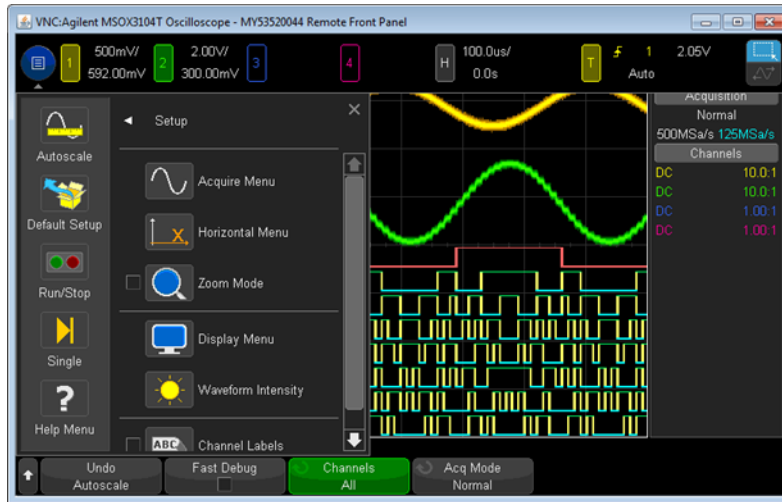 VNC:Agilent MSOX3104T Oscilloscope - MY53520044 Remote Front Panel
1 500mV/ 2 2.00V/ 3 4 H 100.0us/ T 1 2.05V
592.00mV 300.00mV 0.0s Auto
Autoscale
Default Setup
Run/Stop
Single
?
Help Menu
Setup
Acquire Menu
X
Horizontal Menu
Zoom Mode
Display Menu
Waveform Intensity
ABC
Channel Labels
Acquisition
Normal
500MSa/s 125MSa/s
Channels
DC 10.0:1
DC 10.0:1
DC 1.00:1
DC 1.00:1
Undo
Autoscale
Fast Debug
Channels
All
Acq Mode
Normal